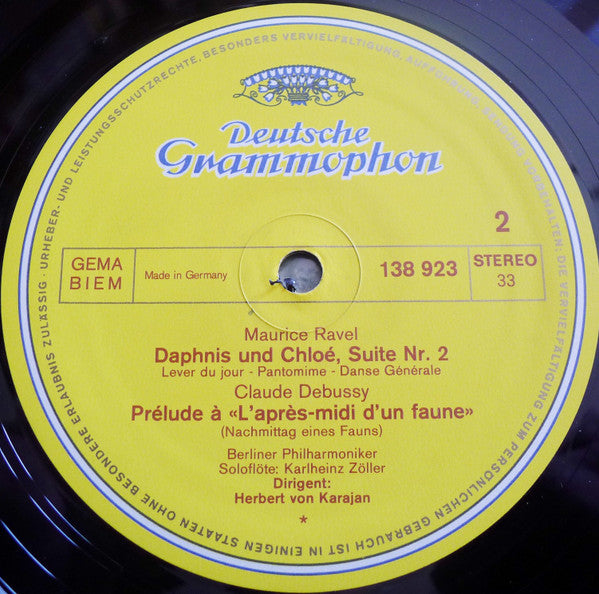 URHEBER- UND LEISTUNGSSCHUTZRECHTE, BESONDERS VERVIELFÄLTIGUNG, AUFFÜHRUNG, VORBEHALTEN; DIE VERVIELFÄLTIGUNG ZUM PERSÖNLICHEN GEBRAUCH IST IN EINIGEN STAATEN OHNE BESONDERE ERLAUBNIS ZULÄSSIG ·
Deutsche
Grammophon
2
GEMA
BIEM
Made in Germany
138 923
STEREO
33
Maurice Ravel
Daphnis und Chloé, Suite Nr. 2
Lever du jour - Pantomime - Danse Générale
Claude Debussy
Prélude à «L'après-midi d'un faune»
(Nachmittag eines Fauns)
Berliner Philharmoniker
Soloflöte: Karlheinz Zöller
Dirigent:
Herbert von Karajan
*